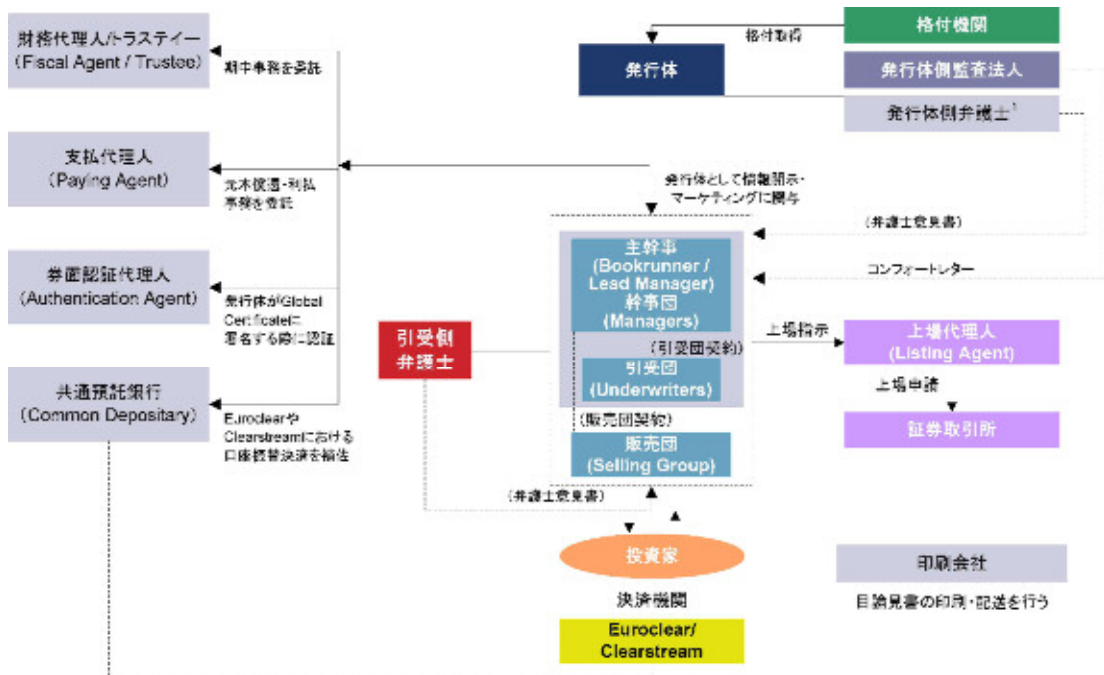 財務代理人/トラスティー
(Fiscal Agent / Trustee)
期中事務を委託
支払代理人
(Paying Agent)
元本償還・利払
事務を委託
券面認証代理人
(Authentication Agent)
発行体がGlobal
Certificateに
署名する際に認証
共通預託銀行
(Common Depositary)
Euroclearや
Clearstreamにおける
口座振替決済を補佐
発行体
格付取得
格付機関
発行体側監査法人
発行体側弁護士1
発行体として情報開示・
マーケティングに関与
(弁護士意見書)
コンフォートレター
主幹事
(Bookrunner /
Lead Manager)
幹事団
(Managers)
(引受団契約)
引受団
(Underwriters)
(販売団契約)
販売団
(Selling Group)
引受側
弁護士
(弁護士意見書)
上場指示
上場代理人
(Listing Agent)
上場申請
証券取引所
投資家
決済機関
Euroclear/
Clearstream
印刷会社
目論見書の印刷・配送を行う